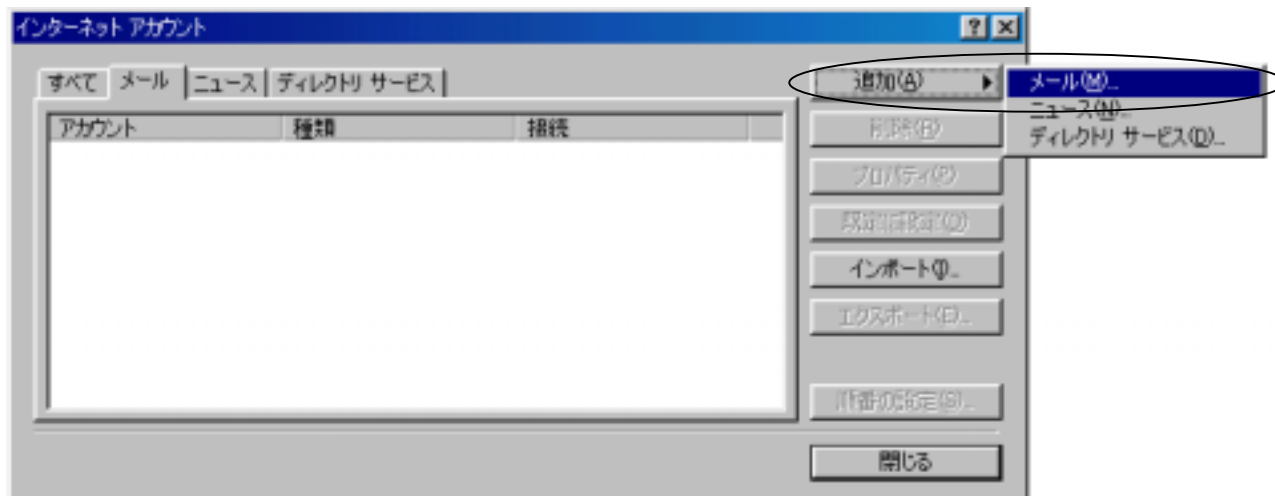 インターネット アカウント
すべて メール ニュース ディレクトリ サービス
アカウント 種類 接続
追加(A)
メール(M)...
ニュース(N)...
ディレクトリ サービス(D)...
削除(R)
プロパティ(P)
既定に設定(D)
インポート(I)...
エクスポート(E)...
順番の設定(S)...
閉じる